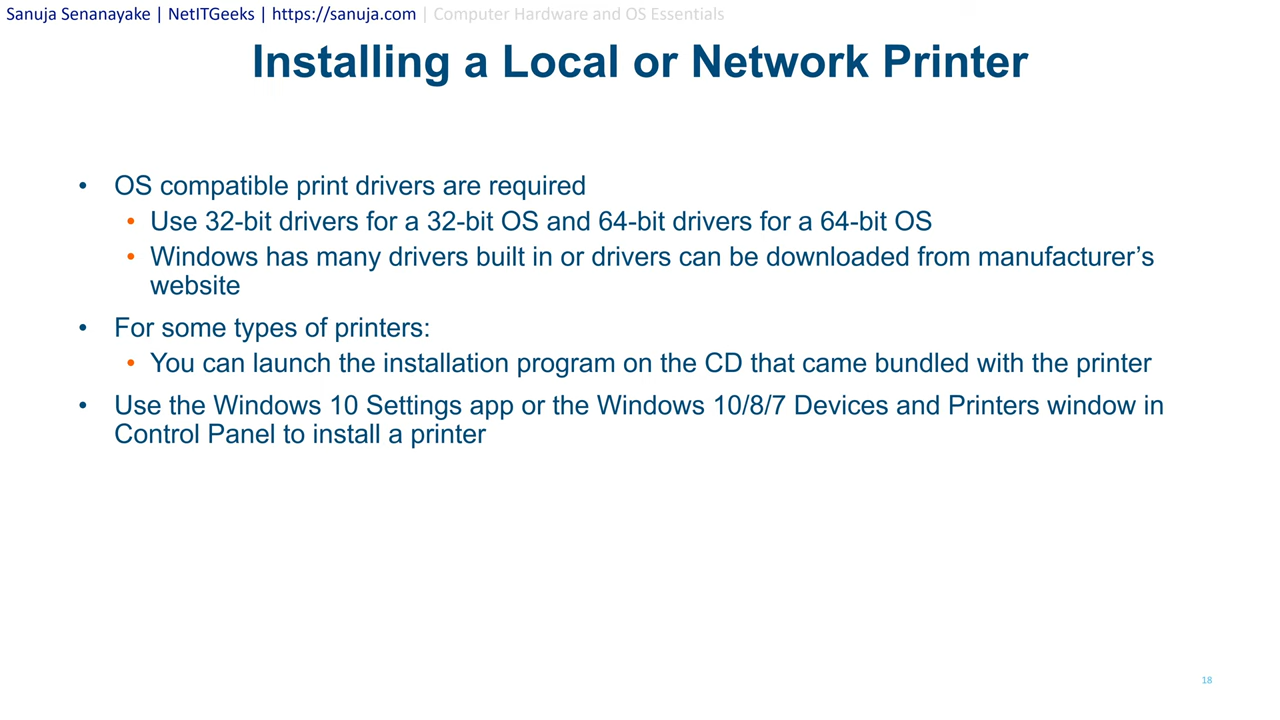 Sanuja Senanayake | NetITGeeks | https://sanuja.com | Computer Hardware and OS Essentials
Installing a Local or Network Printer
• OS compatible print drivers are required
• Use 32-bit drivers for a 32-bit OS and 64-bit drivers for a 64-bit OS
• Windows has many drivers built in or drivers can be downloaded from manufacturer’s
website
• For some types of printers:
• You can launch the installation program on the CD that came bundled with the printer
• Use the Windows 10 Settings app or the Windows 10/8/7 Devices and Printers window in
Control Panel to install a printer
18